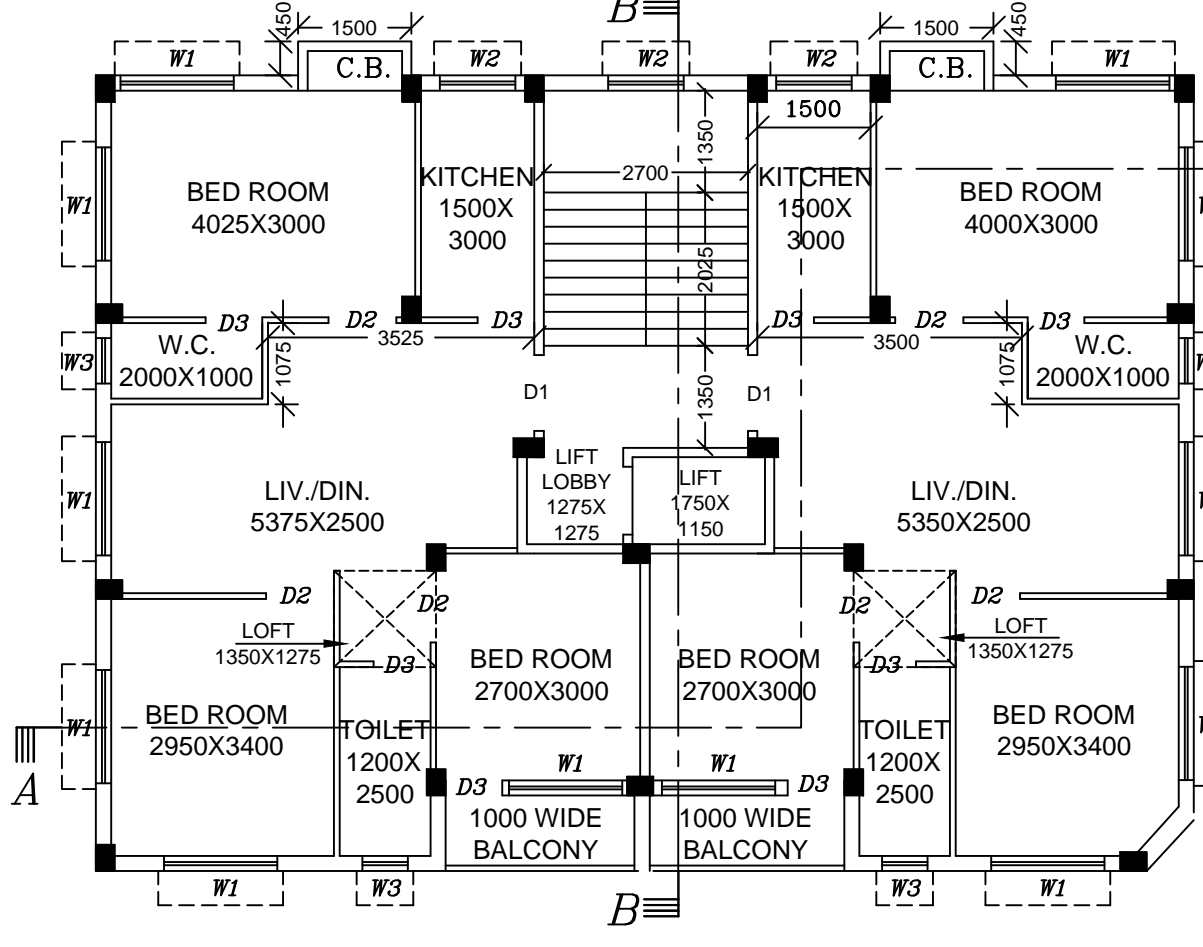 B
450
1500
1500
450
W1
W2
W2
W2
W1
C.B.
C.B.
1500
1350
2700
W1
BED ROOM
4025X3000
KITCHEN
1500X
3000
KITCHEN
1500X
3000
BED ROOM
4000X3000
2025
D3
D2
D3
D3
D2
D3
3525
3500
W3
W.C.
2000X1000
1075
1075
W.C.
2000X1000
D1
D1
1350
W1
LIV./DIN.
5375X2500
LIFT
LOBBY
1275X
1275
LIFT
1750X
1150
LIV./DIN.
5350X2500
D2
D2
D2
D2
LOFT
1350X1275
LOFT
1350X1275
D3
D3
BED ROOM
2700X3000
BED ROOM
2700X3000
W1
BED ROOM
2950X3400
TOILET
1200X
2500
TOILET
1200X
2500
BED ROOM
2950X3400
A
D3
W1
W1
D3
1000 WIDE
BALCONY
1000 WIDE
BALCONY
W1
W3
W3
W1
B